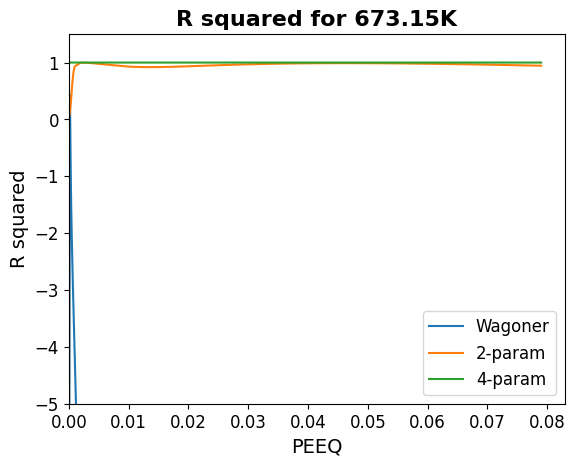 R squared for 673.15K
R squared
1
0
−1
−2
−3
−4
−5
0.00 0.01 0.02 0.03 0.04 0.05 0.06 0.07 0.08
PEEQ
Wagoner
2-param
4-param